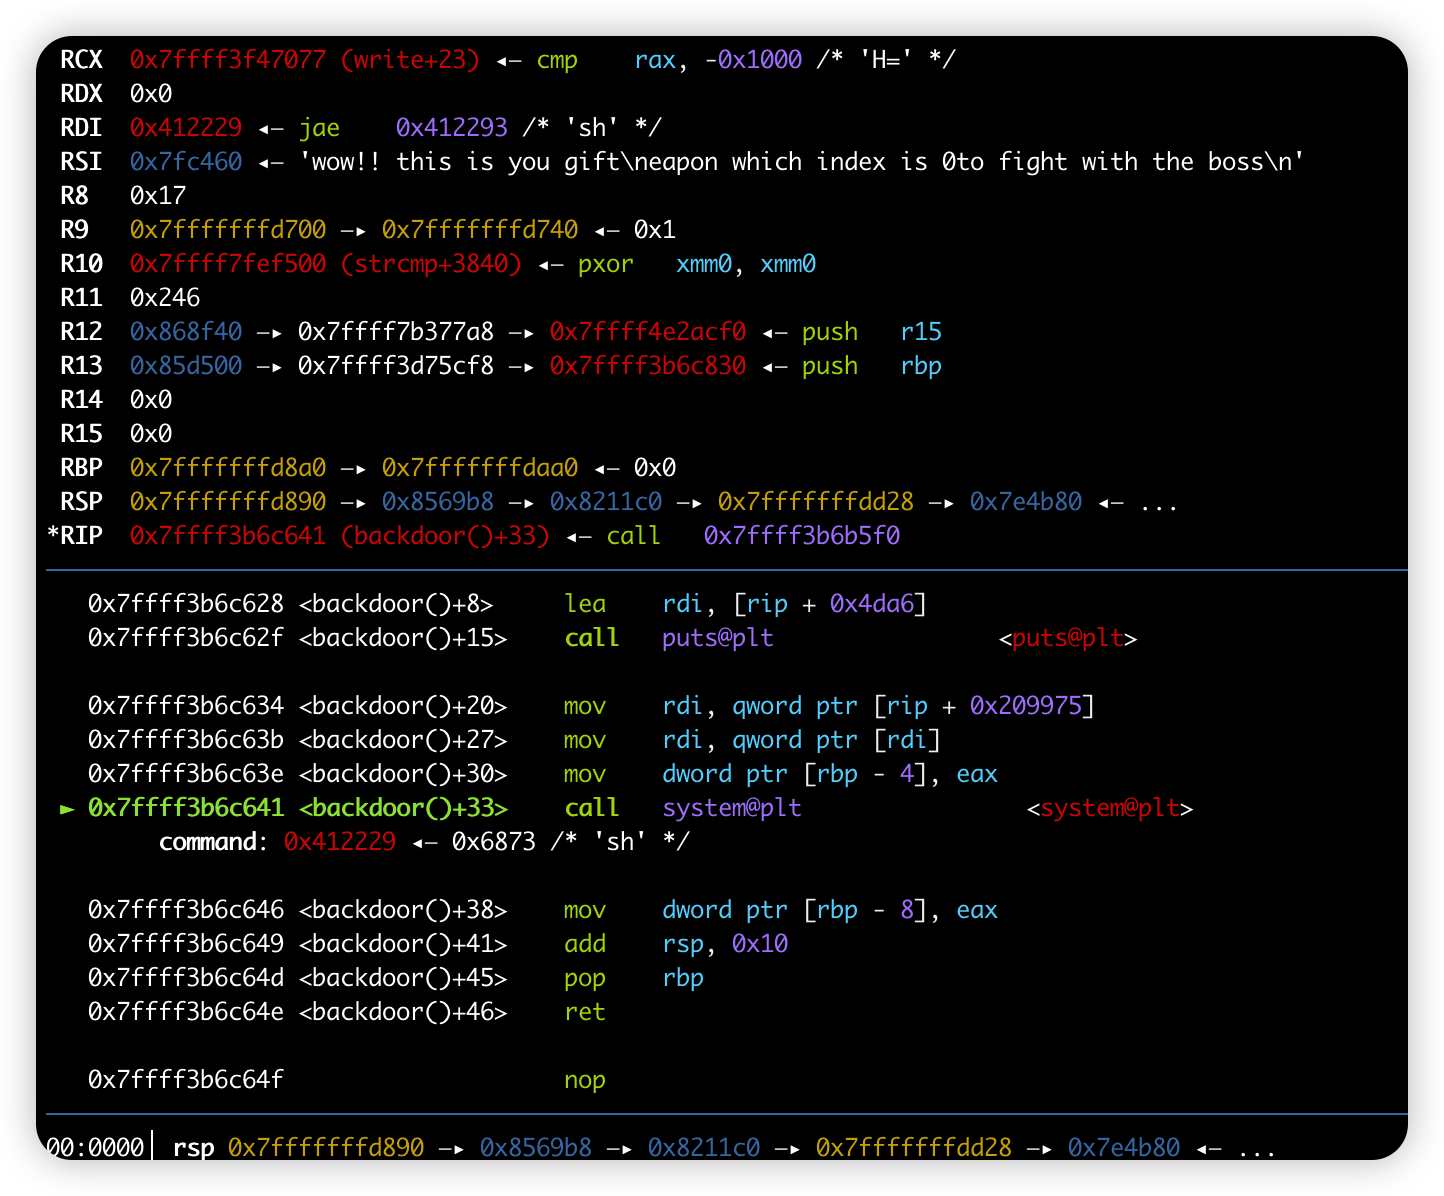 RCX 0x7ffff3f47077 (write+23) ◂— cmp rax, -0x1000 /* 'H=' */
RDX 0x0
RDI 0x412229 ◂— jae 0x412293 /* 'sh' */
RSI 0x7fc460 ◂— 'wow!! this is you gift\neapon which index is 0to fight with the boss\n'
R8 0x17
R9 0x7fffffffd700 —▸ 0x7fffffffd740 ◂— 0x1
R10 0x7ffff7fef500 (strcmp+3840) ◂— pxor xmm0, xmm0
R11 0x246
R12 0x868f40 —▸ 0x7ffff7b377a8 —▸ 0x7ffff4e2acf0 ◂— push r15
R13 0x85d500 —▸ 0x7ffff3d75cf8 —▸ 0x7ffff3b6c830 ◂— push rbp
R14 0x0
R15 0x0
RBP 0x7fffffffd8a0 —▸ 0x7fffffffdaa0 ◂— 0x0
RSP 0x7fffffffd890 —▸ 0x8569b8 —▸ 0x8211c0 —▸ 0x7fffffffdd28 —▸ 0x7e4b80 ◂— ...
*RIP 0x7ffff3b6c641 (backdoor()+33) ◂— call 0x7ffff3b6b5f0
0x7ffff3b6c628 <backdoor()+8> lea rdi, [rip + 0x4da6]
0x7ffff3b6c62f <backdoor()+15> call puts@plt <puts@plt>
0x7ffff3b6c634 <backdoor()+20> mov rdi, qword ptr [rip + 0x209975]
0x7ffff3b6c63b <backdoor()+27> mov rdi, qword ptr [rdi]
0x7ffff3b6c63e <backdoor()+30> mov dword ptr [rbp - 4], eax
► 0x7ffff3b6c641 <backdoor()+33> call system@plt <system@plt>
command: 0x412229 ◂— 0x6873 /* 'sh' */
0x7ffff3b6c646 <backdoor()+38> mov dword ptr [rbp - 8], eax
0x7ffff3b6c649 <backdoor()+41> add rsp, 0x10
0x7ffff3b6c64d <backdoor()+45> pop rbp
0x7ffff3b6c64e <backdoor()+46> ret
0x7ffff3b6c64f nop
00:0000│ rsp 0x7fffffffd890 —▸ 0x8569b8 —▸ 0x8211c0 —▸ 0x7fffffffdd28 —▸ 0x7e4b80 ◂— ...